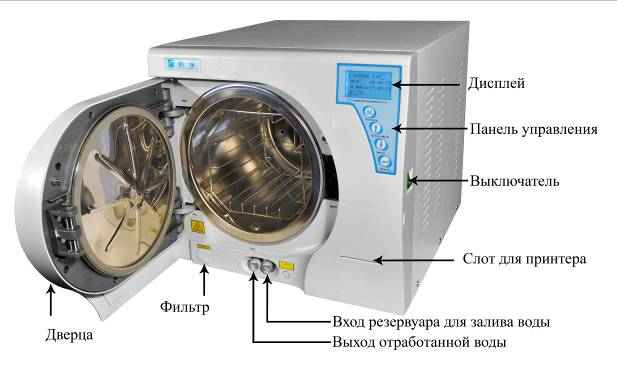 Дисплей
Панель управления
Выключатель
Слот для принтера
Вход резервуара для залива воды
Выход отработанной воды
Фильтр
Дверца